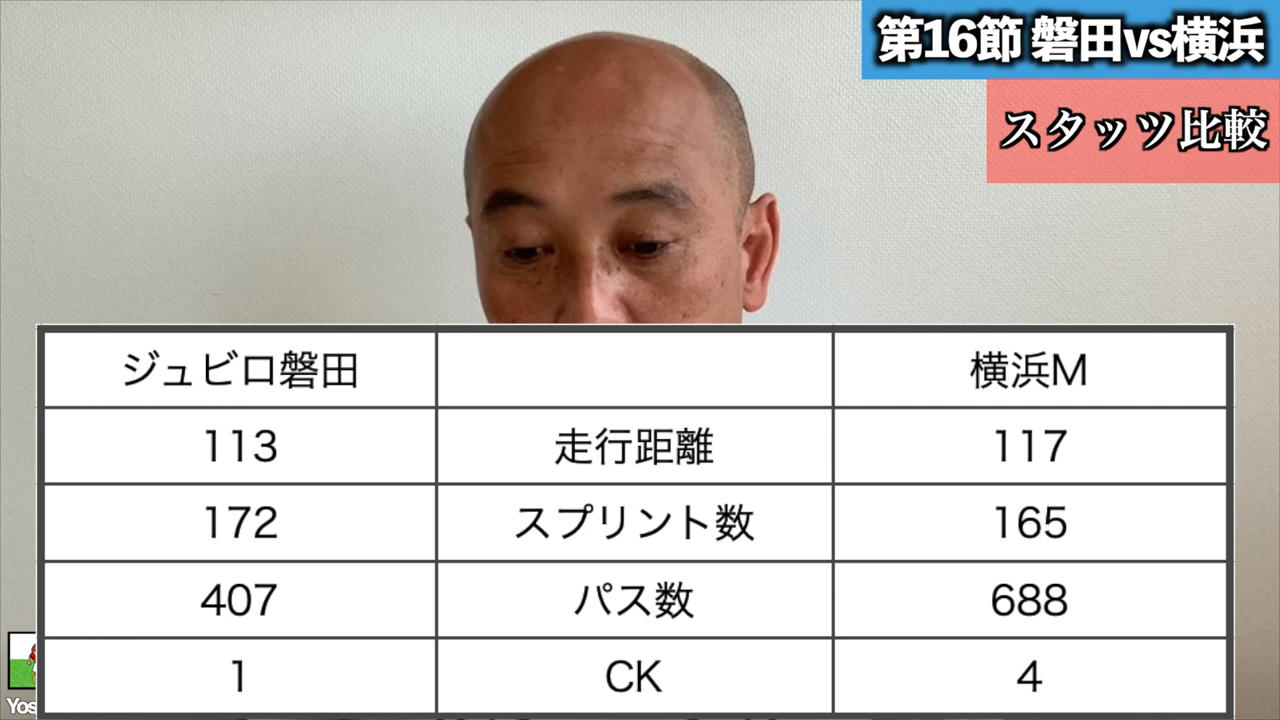 第16節 磐田vs横浜
スタッツ比較
ジュビロ磐田 横浜M
113 走行距離 117
172 スプリント数 165
407 パス数 688
1 CK 4
Yos